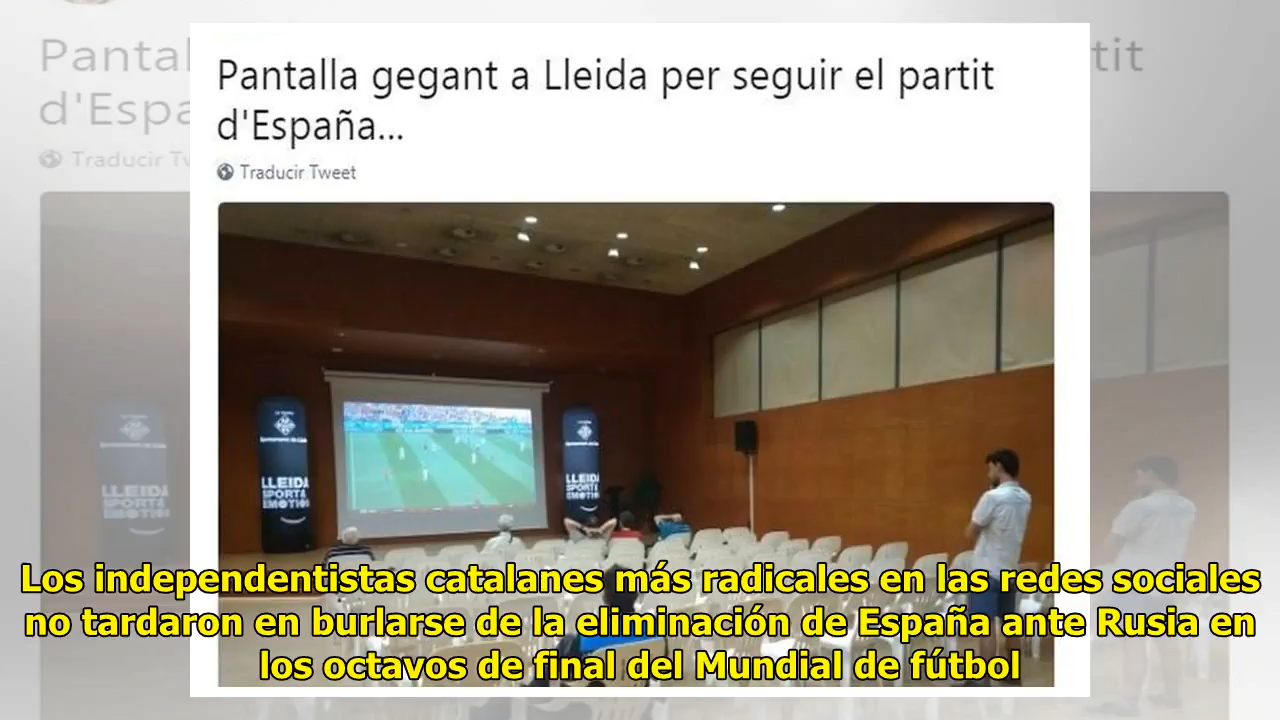 Pantalla gegant a Lleida per seguir el partit
d'España...
Traducir Tweet
LLEIDA
SPORT&
EMOTION
LLEIDA
SPORT&
EMOTION
Los independentistas catalanes más radicales en las redes sociales
no tardaron en burlarse de la eliminación de España ante Rusia en
los octavos de final del Mundial de fútbol